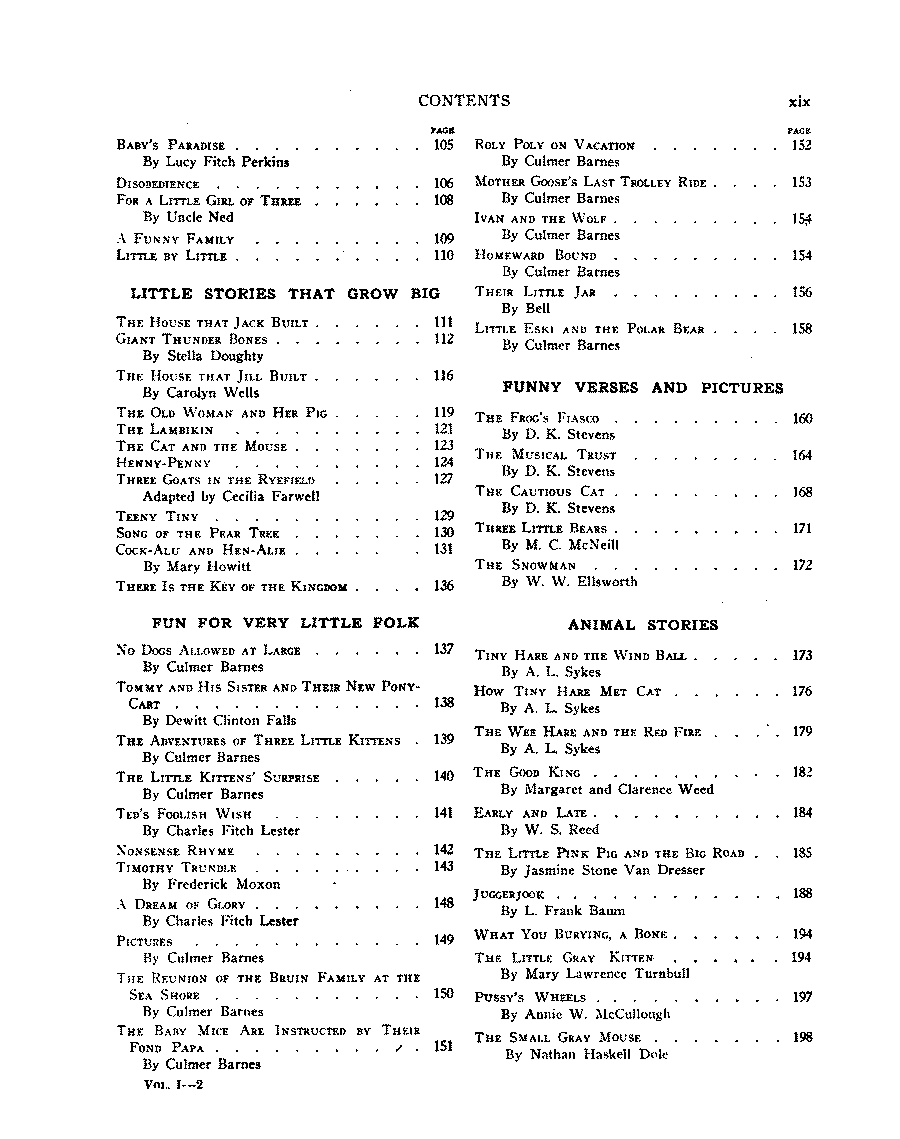 CONTENTS xix
PAGE
BABY'S PARADISE . . . . . . . . . . 105
By Lucy Fitch Perkins
DISOBEDIENCE . . . . . . . . . . . 106
FOR A LITTLE GIRL OF THREE . . . . . . 108
By Uncle Ned
A FUNNY FAMILY . . . . . . . . . 109
LITTLE BY LITTLE . . . . . . . . . . 110
LITTLE STORIES THAT GROW BIG
THE HOUSE THAT JACK BUILT . . . . . . 111
GIANT THUNDER BONES . . . . . . . . 112
By Stella Doughty
THE HOUSE THAT JILL BUILT . . . . . . 116
By Carolyn Wells
THE OLD WOMAN AND HER PIG . . . . . 119
THE LAMBIKIN . . . . . . . . . . 121
THE CAT AND THE MOUSE . . . . . . . 123
HENNY-PENNY . . . . . . . . . . 124
THREE GOATS IN THE RYEFIELD . . . . . 127
Adapted by Cecilia Farwell
TEENY TINY . . . . . . . . . . . 129
SONG OF THE PEAR TREE . . . . . . . 130
COCK-ALU AND HEN-ALIE . . . . . . . 131
By Mary Howitt
THERE IS THE KEY OF THE KINGDOM . . . . 136
FUN FOR VERY LITTLE FOLK
NO DOGS ALLOWED AT LARGE . . . . . . 137
By Culmer Barnes
TOMMY AND HIS SISTER AND THEIR NEW PONY-
CART . . . . . . . . . . . . . 138
By Dewitt Clinton Falls
THE ADVENTURES OF THREE LITTLE KITTENS . 139
By Culmer Barnes
THE LITTLE KITTENS' SURPRISE . . . . . 140
By Culmer Barnes
TED'S FOOLISH WISH . . . . . . . . 141
By Charles Fitch Lester
NONSENSE RHYME . . . . . . . . . 142
TIMOTHY TRUNDLE . . . . . . . . . 143
By Frederick Moxon
A DREAM OF GLORY . . . . . . . . . 148
By Charles Fitch Lester
PICTURES . . . . . . . . . . . . 149
By Culmer Barnes
THE REUNION OF THE BRUIN FAMILY AT THE
SEA SHORE . . . . . . . . . . . 150
By Culmer Barnes
THE BABY MICE ARE INSTRUCTED BY THEIR
FOND PAPA . . . . . . . . . . . 151
By Culmer Barnes
VOL. I—2
PAGE
ROLY POLY ON VACATION . . . . . . . 152
By Culmer Barnes
MOTHER GOOSE'S LAST TROLLEY RIDE . . . . 153
By Culmer Barnes
IVAN AND THE WOLF . . . . . . . . . 154
By Culmer Barnes
HOMEWARD BOUND . . . . . . . . . 154
By Culmer Barnes
THEIR LITTLE JAR . . . . . . . . . 156
By Bell
LITTLE ESKI AND THE POLAR BEAR . . . . 158
By Culmer Barnes
FUNNY VERSES AND PICTURES
THE FROG'S FIASCO . . . . . . . . . 160
By D. K. Stevens
THE MUSICAL TRUST . . . . . . . . 164
By D. K. Stevens
THE CAUTIOUS CAT . . . . . . . . . 168
By D. K. Stevens
THREE LITTLE BEARS . . . . . . . . . 171
By M. C. McNeill
THE SNOWMAN . . . . . . . . . . 172
By W. W. Ellsworth
ANIMAL STORIES
TINY HARE AND THE WIND BALL . . . . . 173
By A. L. Sykes
HOW TINY HARE MET CAT . . . . . . 176
By A. L. Sykes
THE WEE HARE AND THE RED FIRE . . . . 179
By A. L. Sykes
THE GOOD KING . . . . . . . . . . 182
By Margaret and Clarence Weed
EARLY AND LATE . . . . . . . . . . 184
By W. S. Reed
THE LITTLE PINK PIG AND THE BIG ROAD . . 185
By Jasmine Stone Van Dresser
JUGGERJOOK . . . . . . . . . . . . 188
By L. Frank Baum
WHAT YOU BURYING, A BONE . . . . . . 194
THE LITTLE GRAY KITTEN . . . . . . 194
By Mary Lawrence Turnbull
PUSSY'S WHEELS . . . . . . . . . . 197
By Annie W. McCullough
THE SMALL GRAY MOUSE . . . . . . . 198
By Nathan Haskell Dole